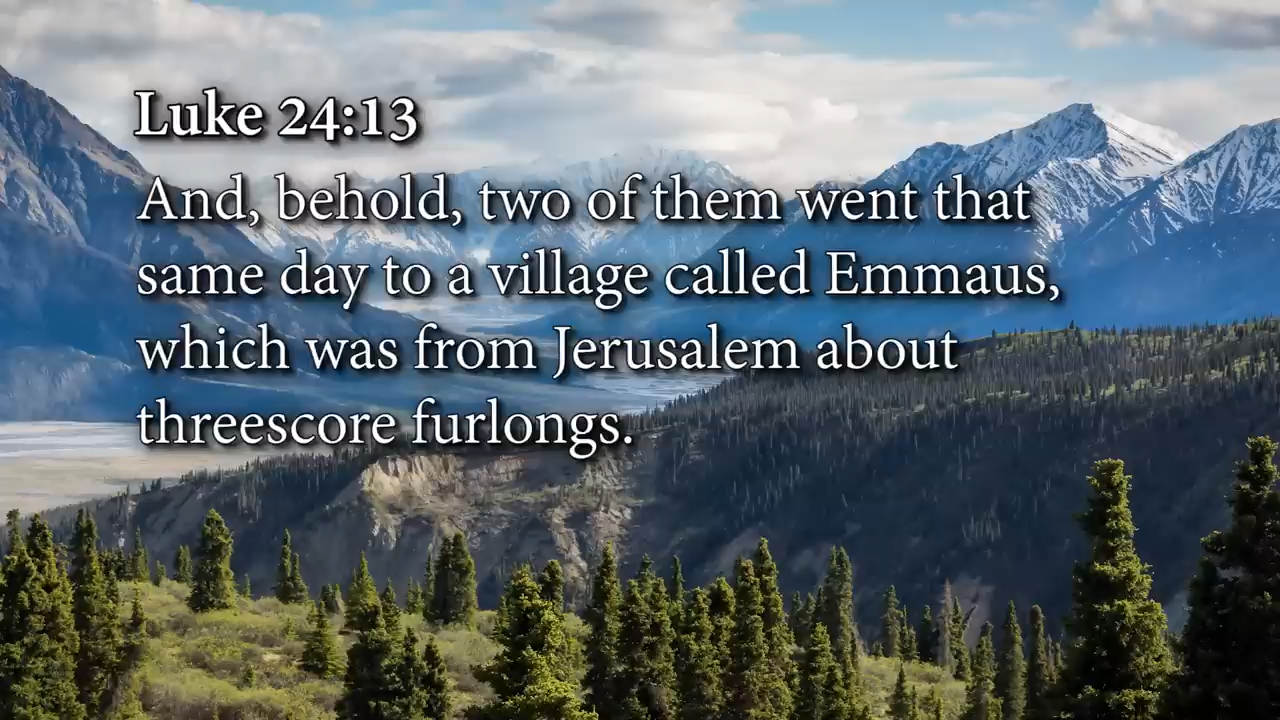 Luke 24:13
And, behold, two of them went that
same day to a village called Emmaus,
which was from Jerusalem about
threescore furlongs.